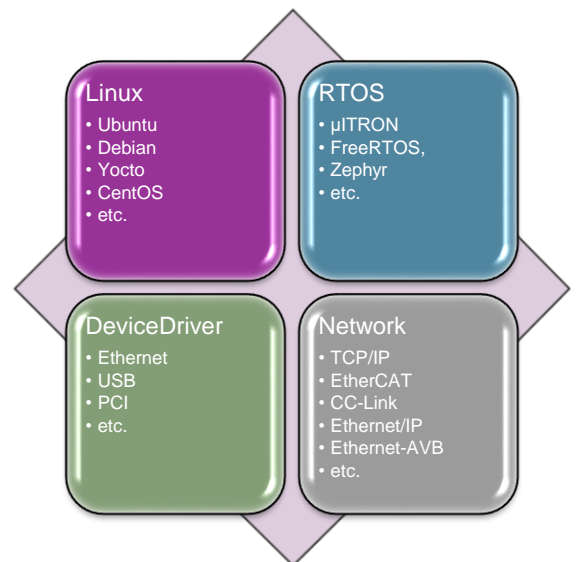 Linux
• Ubuntu
• Debian
• Yocto
• CentOS
• etc.
RTOS
• µITRON
• FreeRTOS,
• Zephyr
• etc.
DeviceDriver
• Ethernet
• USB
• PCI
• etc.
Network
• TCP/IP
• EtherCAT
• CC-Link
• Ethernet/IP
• Ethernet-AVB
• etc.